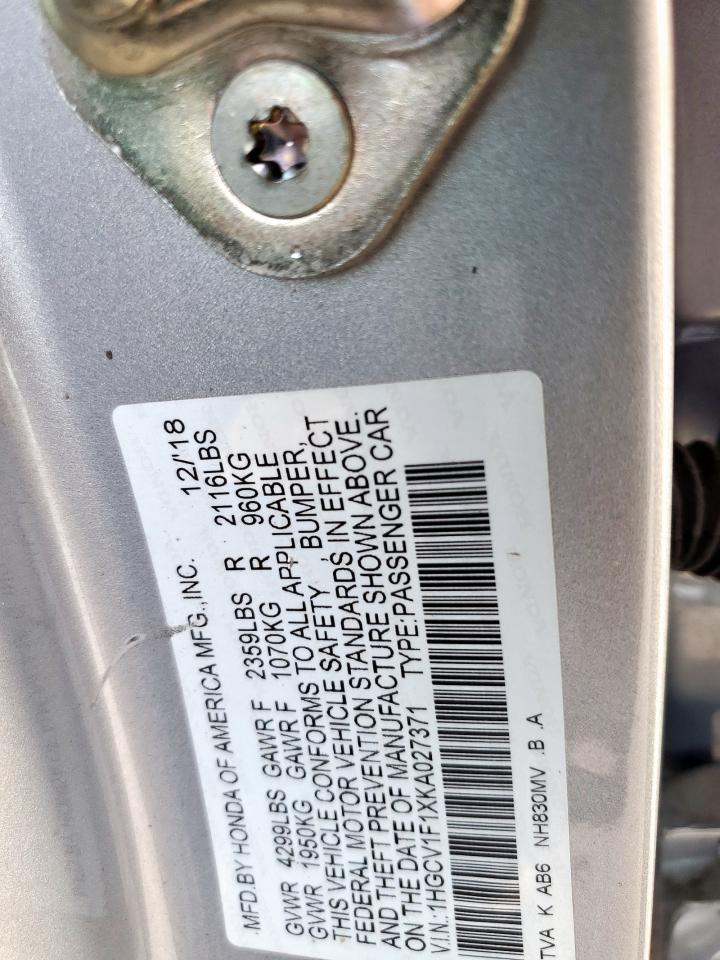 MFD.BY HONDA OF AMERICA MFG.,INC. 12/'18
GVWR 4299LBS GAWR F 2359LBS R 2116LBS
GVWR 1950KG GAWR F 1070KG R 960KG
THIS VEHICLE CONFORMS TO ALL APPLICABLE
FEDERAL MOTOR VEHICLE SAFETY , BUMPER,
AND THEFT PREVENTION STANDARDS IN EFFECT
ON THE DATE OF MANUFACTURE SHOWN ABOVE.
V.I.N.:1HGCV1F1XKA027371 TYPE:PASSENGER CAR
TVA K AB6 NH830MV .B .A